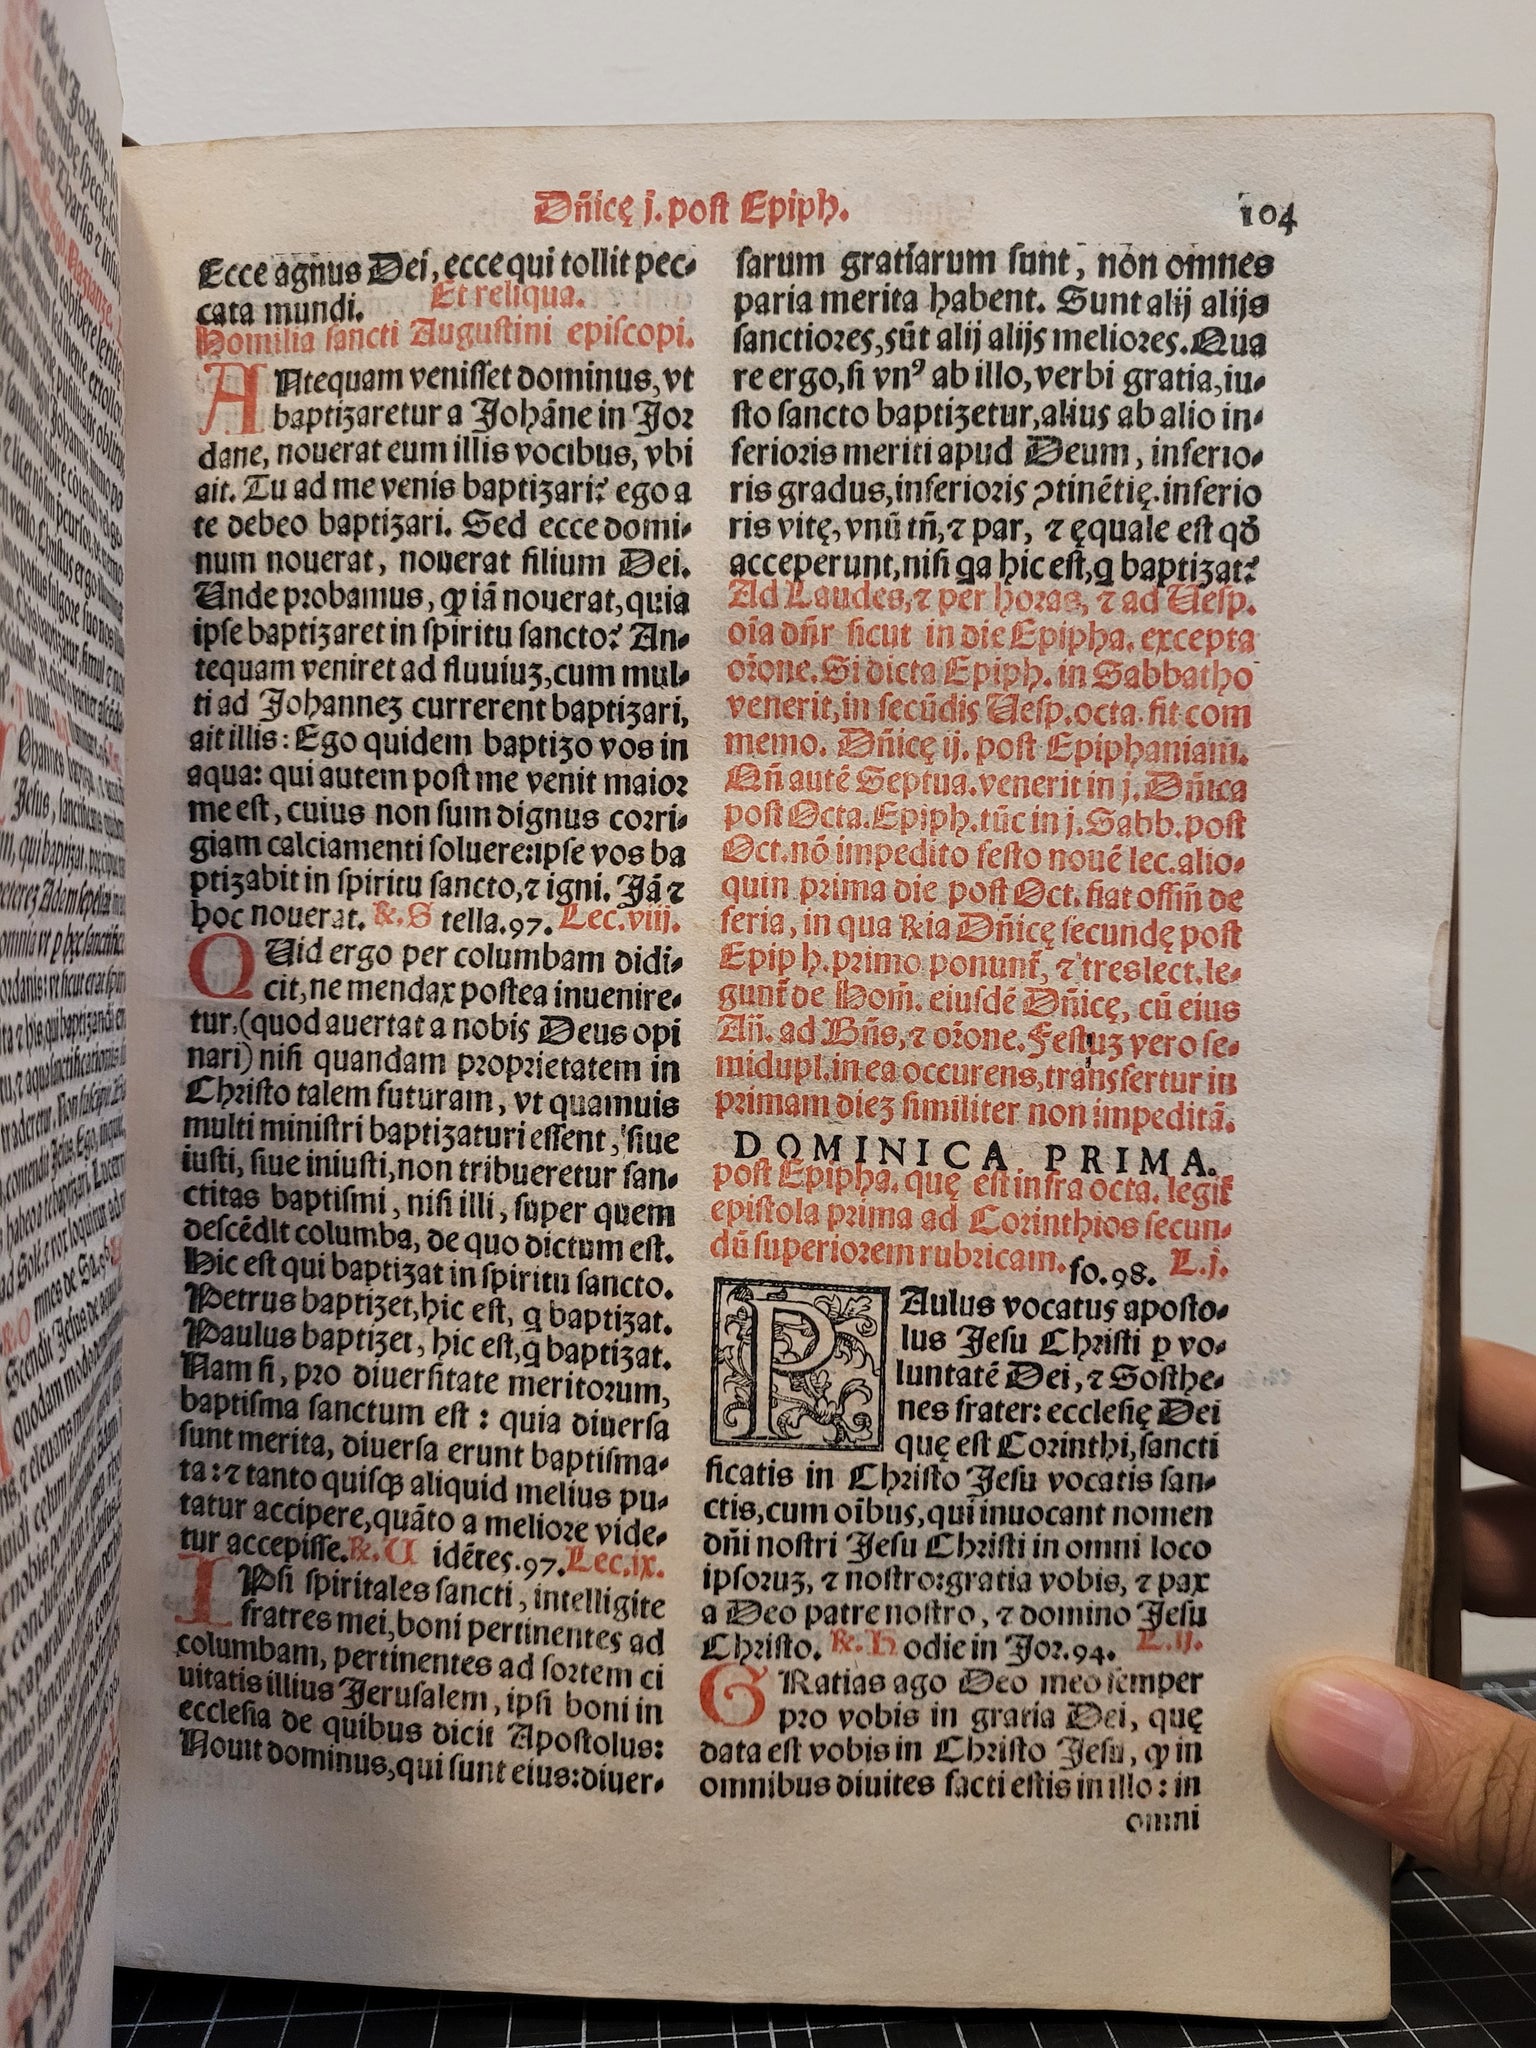 Dñicę j. post Epiph.
104
Ecce agnus Dei, ecce qui tollit pec-
cata mundi. Et reliqua.
Homilia sancti Augustini episcopi.
ANtequam venisset dominus, vt
baptizaretur a Johãne in Jor
dane, nouerat eum illis vocibus, vbi
ait. Tu ad me venis baptizari? ego a
te debeo baptizari. Sed ecce domi-
num nouerat, nouerat filium Dei.
Unde probamus, ꝙ iã nouerat, quia
ipse baptizaret in spiritu sancto? An-
tequam veniret ad fluuiuz, cum mul-
ti ad Johannez currerent baptizari,
ait illis: Ego quidem baptizo vos in
aqua: qui autem post me venit maior
me est, cuius non sum dignus corri-
giam calciamenti soluere: ipse vos ba
ptizabit in spiritu sancto, ⁊ igni. Jã ⁊
hoc nouerat. ℟. Stella. 97. Lec. viij.
QUid ergo per columbam didi-
cit, ne mendax postea inuenire-
tur, (quod auertat a nobis Deus opi
nari) nisi quandam proprietatem in
Christo talem futuram, vt quamuis
multi ministri baptizaturi essent, siue
iusti, siue iniusti, non tribueretur san-
ctitas baptismi, nisi illi, super quem
descẽdit columba, de quo dictum est.
Hic est qui baptizat in spiritu sancto.
Petrus baptizet, hic est, q baptizat.
Paulus baptizet, hic est, q baptizat.
Nam si, pro diuersitate meritorum,
baptisma sanctum est: quia diuersa
sunt merita, diuersa erunt baptisma-
ta: ⁊ tanto quisqꝫ aliquid melius pu-
tatur accipere, quãto a meliore vide-
tur accepisse. ℟. Uidẽtes. 97. Lec. ix.
IPsi spiritales sancti, intelligite
fratres mei, boni pertinentes ad
columbam, pertinentes ad sortem ci
uitatis illius Jerusalem, ipsi boni in
ecclesia de quibus dicit Apostolus:
Nouit dominus, qui sunt eius: diuer-
sarum gratiarum sunt, non omnes
paria merita habent. Sunt alij alijs
sanctiores, sũt alij alijs meliores. Qua
re ergo, si vnꝰ ab illo, verbi gratia, iu-
sto sancto baptizetur, alius ab alio in-
ferioris meriti apud Deum, inferio-
ris gradus, inferioris ↄtinẽtię. inferio
ris vitę, vnũ tñ, ⁊ par, ⁊ ęquale est qđ
acceperunt, nisi qa hic est, q baptizat?
Ad Laudes, ⁊ per horas, ⁊ ad Uesp.
oĩa dñr sicut in die Epipha. excepta
orõne. Si dicta Epiph. in Sabbatho
venerit, in secũdis Uesp. octa. fit com
memo. Dñicę ij. post Epiphaniam.
Qñ autẽ Septua. venerit in j. Dñica
post Octa. Epiph. tũc in j. Sabb. post
Oct. nõ impedito festo nouẽ lec. alio-
quin prima die post Oct. fiat offiñ de
feria, in qua ℟ia Dñicę secundę post
Epiph. primo ponunt̃, ⁊ tres lect. le-
gunt̃ de Hom̃. eiusdẽ Dñicę, cũ eius
Añ. ad Bñs, ⁊ orõne. Festuz vero se-
midupl. in ea occurens, transfertur in
primam diez similiter non impeditã.
DOMINICA PRIMA.
post Epipha. quę est infra octa. legit̃
epistola prima ad Corinthios secun-
dũ superiorem rubricam. fo. 98. L. j.
PAulus vocatus aposto-
lus Jesu Christi ꝑ vo-
luntatẽ Dei, ⁊ Sosthe-
nes frater: ecclesię Dei
quę est Corinthi, sancti
ficatis in Christo Jesu vocatis san-
ctis, cum oĩbus, qui inuocant nomen
dñi nostri Jesu Christi in omni loco
ipsoruz, ⁊ nostro: gratia vobis, ⁊ pax
a Deo patre nostro, ⁊ domino Jesu
Christo. ℟. Hodie in Jor. 94. L. ij.
GRatias ago Deo meo semper
pro vobis in gratia Dei, quę
data est vobis in Christo Jesu, ꝙ in
omnibus diuites facti estis in illo: in
omni